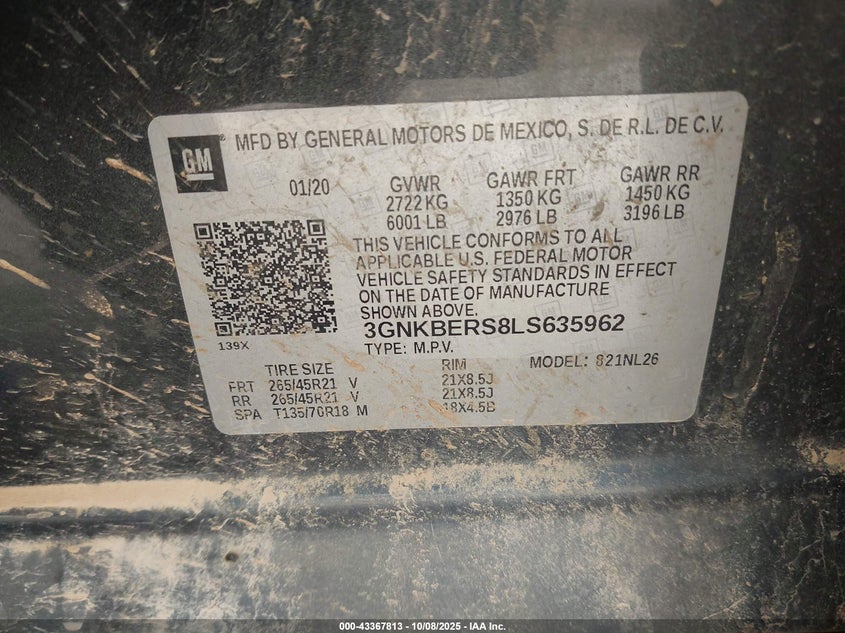 GM
®
MFD BY GENERAL MOTORS DE MEXICO, S. DE R.L. DE C.V.
01/20 GVWR GAWR FRT GAWR RR
2722 KG 1350 KG 1450 KG
6001 LB 2976 LB 3196 LB
THIS VEHICLE CONFORMS TO ALL
APPLICABLE U.S. FEDERAL MOTOR
VEHICLE SAFETY STANDARDS IN EFFECT
ON THE DATE OF MANUFACTURE
SHOWN ABOVE.
3GNKBERS8LS635962
139X
TYPE: M.P.V. MODEL: 821NL26
TIRE SIZE RIM
FRT 265/45R21 V 21X8.5J
RR 265/45R21 V 21X8.5J
SPA T135/70R18 M 18X4.5B
000-43367813 - 10/08/2025 - IAA Inc.